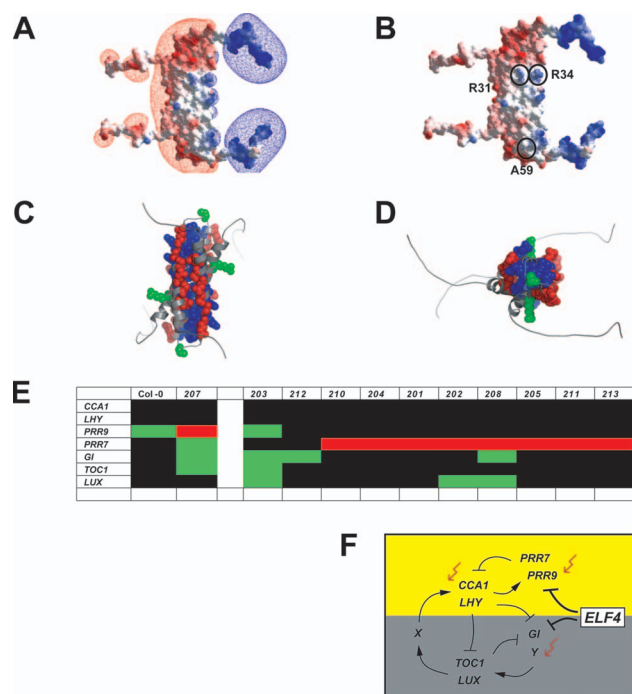 A
B
R31
R34
A59
C
D
E
Col -0 207 203 212 210 204 201 202 208 205 211 213
CCA1
LHY
PRR9
PRR7
GI
TOC1
LUX
F
PRR7
CCA1
PRR9
LHY
ELF4
X
GI
Y
TOC1
LUX